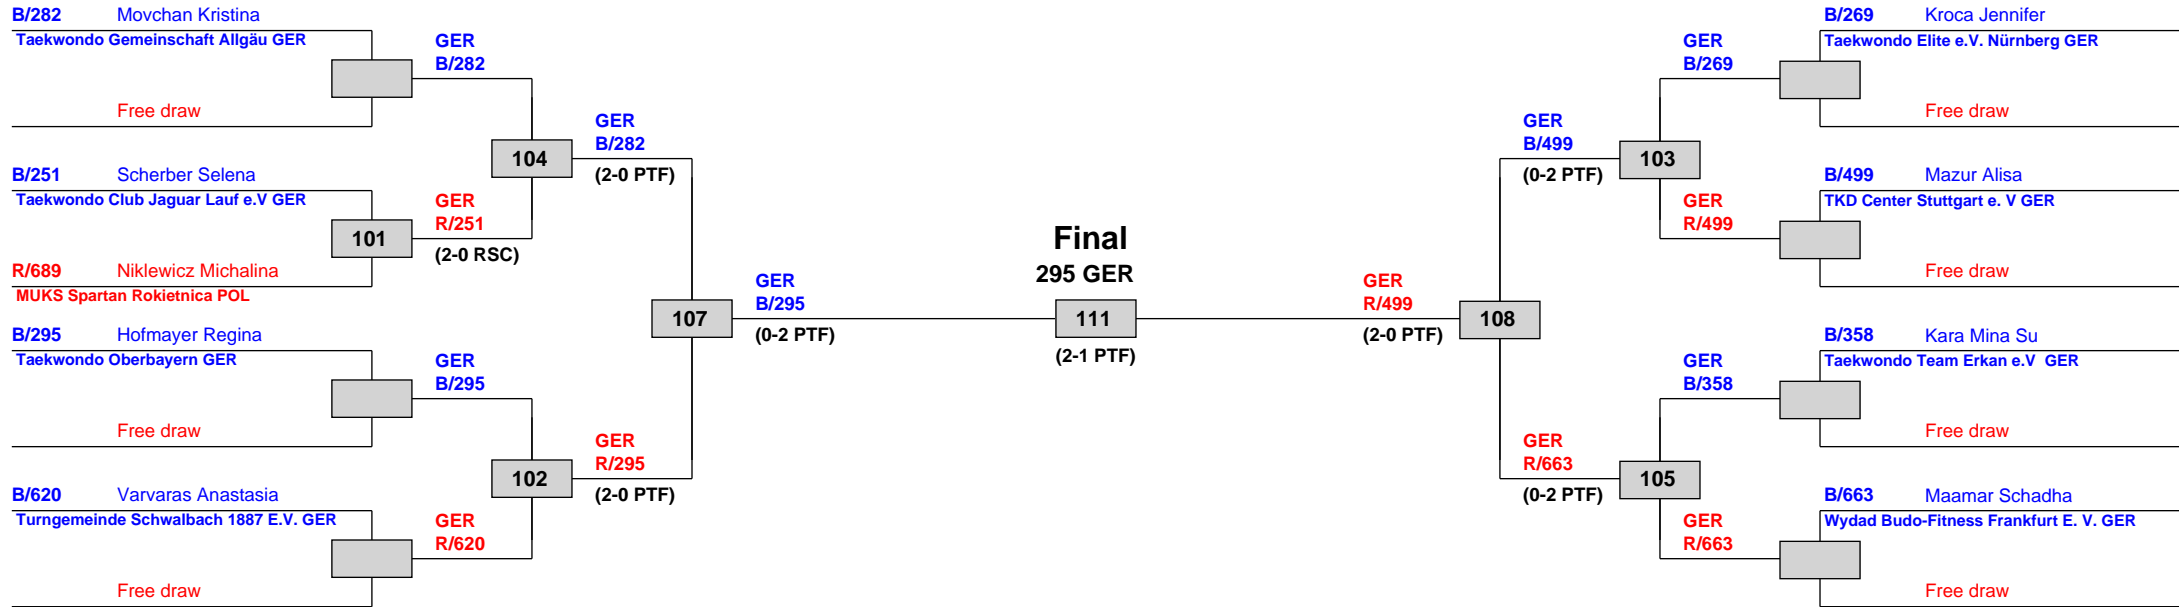 B/282 Movchan Kristina
Taekwondo Gemeinschaft Allgäu GER
Free draw
GER
B/282
B/251 Scherber Selena
Taekwondo Club Jaguar Lauf e.V GER
101
R/689 Niklewicz Michalina
MUKS Spartan Rokietnica POL
GER
R/251
(2-0 RSC)
104
GER
B/282
(2-0 PTF)
B/295 Hofmayer Regina
Taekwondo Oberbayern GER
Free draw
GER
B/295
B/620 Varvaras Anastasia
Turngemeinde Schwalbach 1887 E.V. GER
Free draw
GER
R/620
102
GER
R/295
(2-0 PTF)
107
GER
B/295
(0-2 PTF)
Final
295 GER
111
(2-1 PTF)
GER
R/499
(2-0 PTF)
108
GER
B/499
(0-2 PTF)
103
GER
B/269
B/269 Kroca Jennifer
Taekwondo Elite e.V. Nürnberg GER
Free draw
GER
R/499
B/499 Mazur Alisa
TKD Center Stuttgart e. V GER
Free draw
GER
R/663
(0-2 PTF)
105
GER
B/358
B/358 Kara Mina Su
Taekwondo Team Erkan e.V GER
Free draw
GER
R/663
B/663 Maamar Schadha
Wydad Budo-Fitness Frankfurt E. V. GER
Free draw